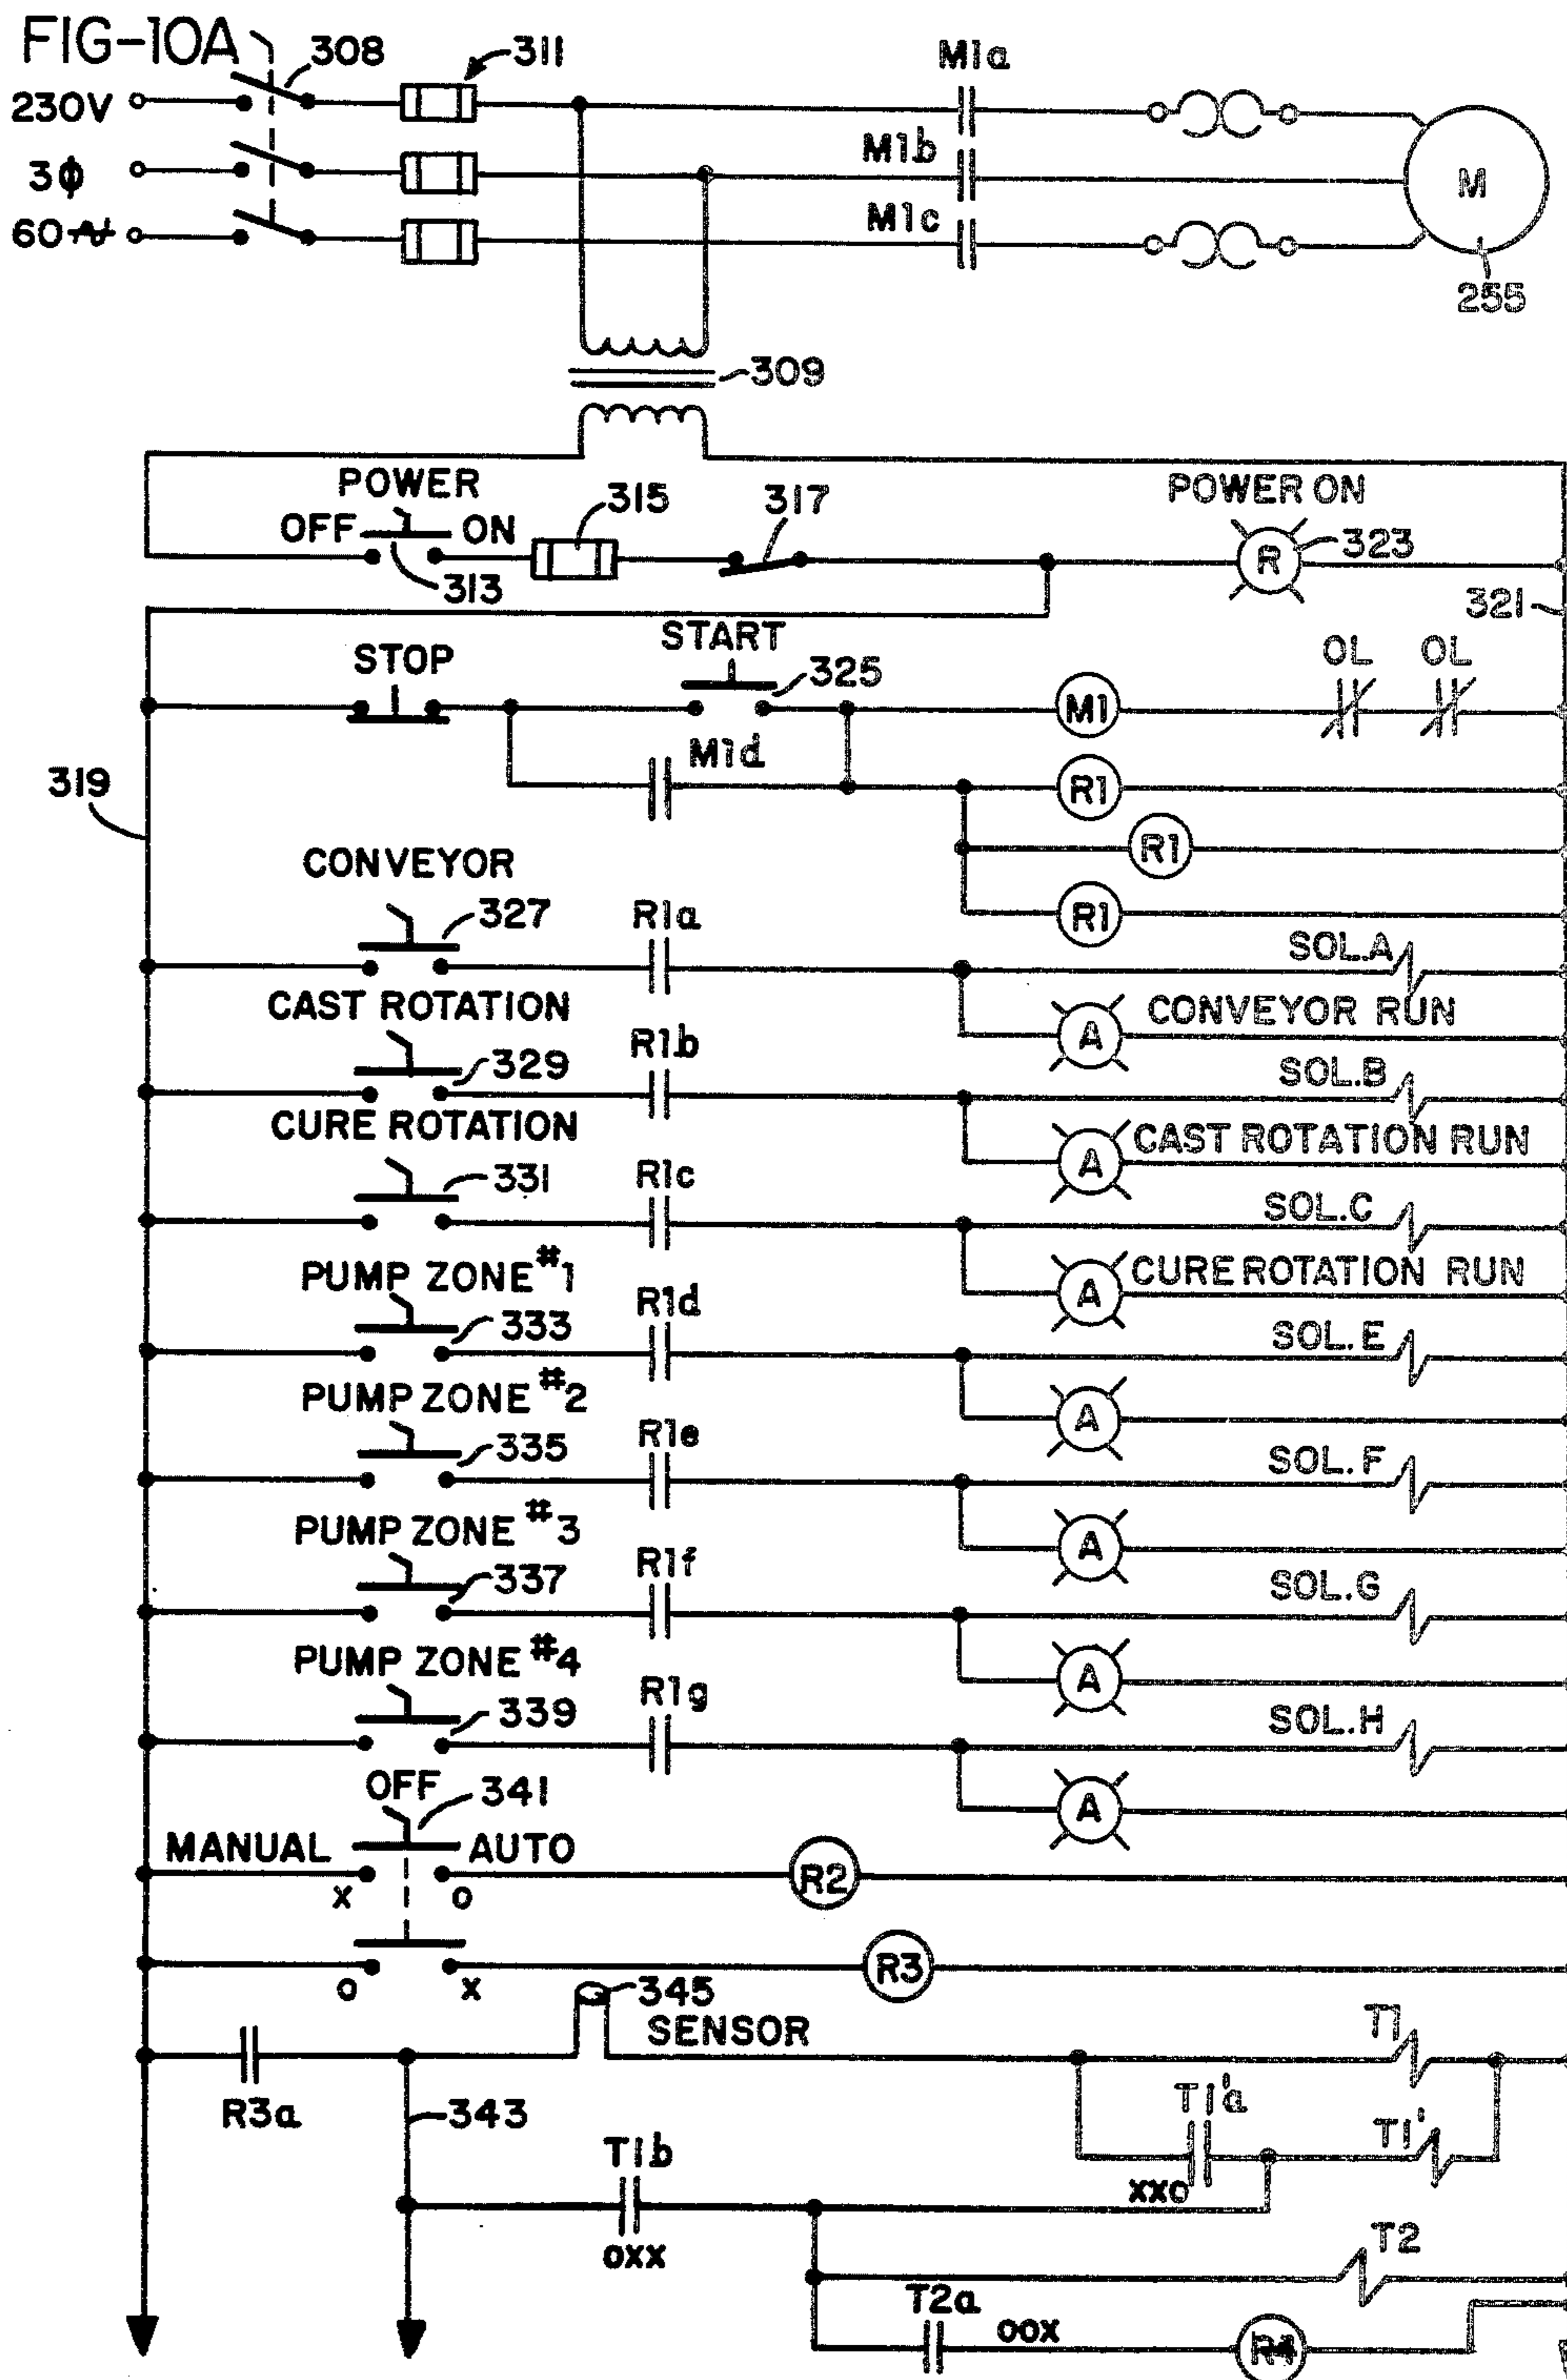 FIG-10A
308
311
M1a
230V
M1b
3ϕ
M
M1c
60∿
255
309
POWER
315
317
POWER ON
OFF ON
R
323
313
321
START
STOP
325
OL OL
M1
M1d
319
R1
CONVEYOR
R1
327
R1a
R1
SOL.A
CAST ROTATION
A
CONVEYOR RUN
R1b
329
SOL.B
CURE ROTATION
A
CAST ROTATION RUN
331
R1c
SOL.C
PUMP ZONE #1
A
CURE ROTATION RUN
R1d
333
SOL.E
PUMP ZONE #2
A
R1e
335
SOL.F
PUMP ZONE #3
A
R1f
337
SOL.G
PUMP ZONE #4
A
R1g
339
SOL.H
OFF
341
A
MANUAL AUTO
R2
x o
R3
o x
345
SENSOR
T1
R3a
343
T1'a
T1'
T1b
xxo
oxx
T2
T2a
oox
R4